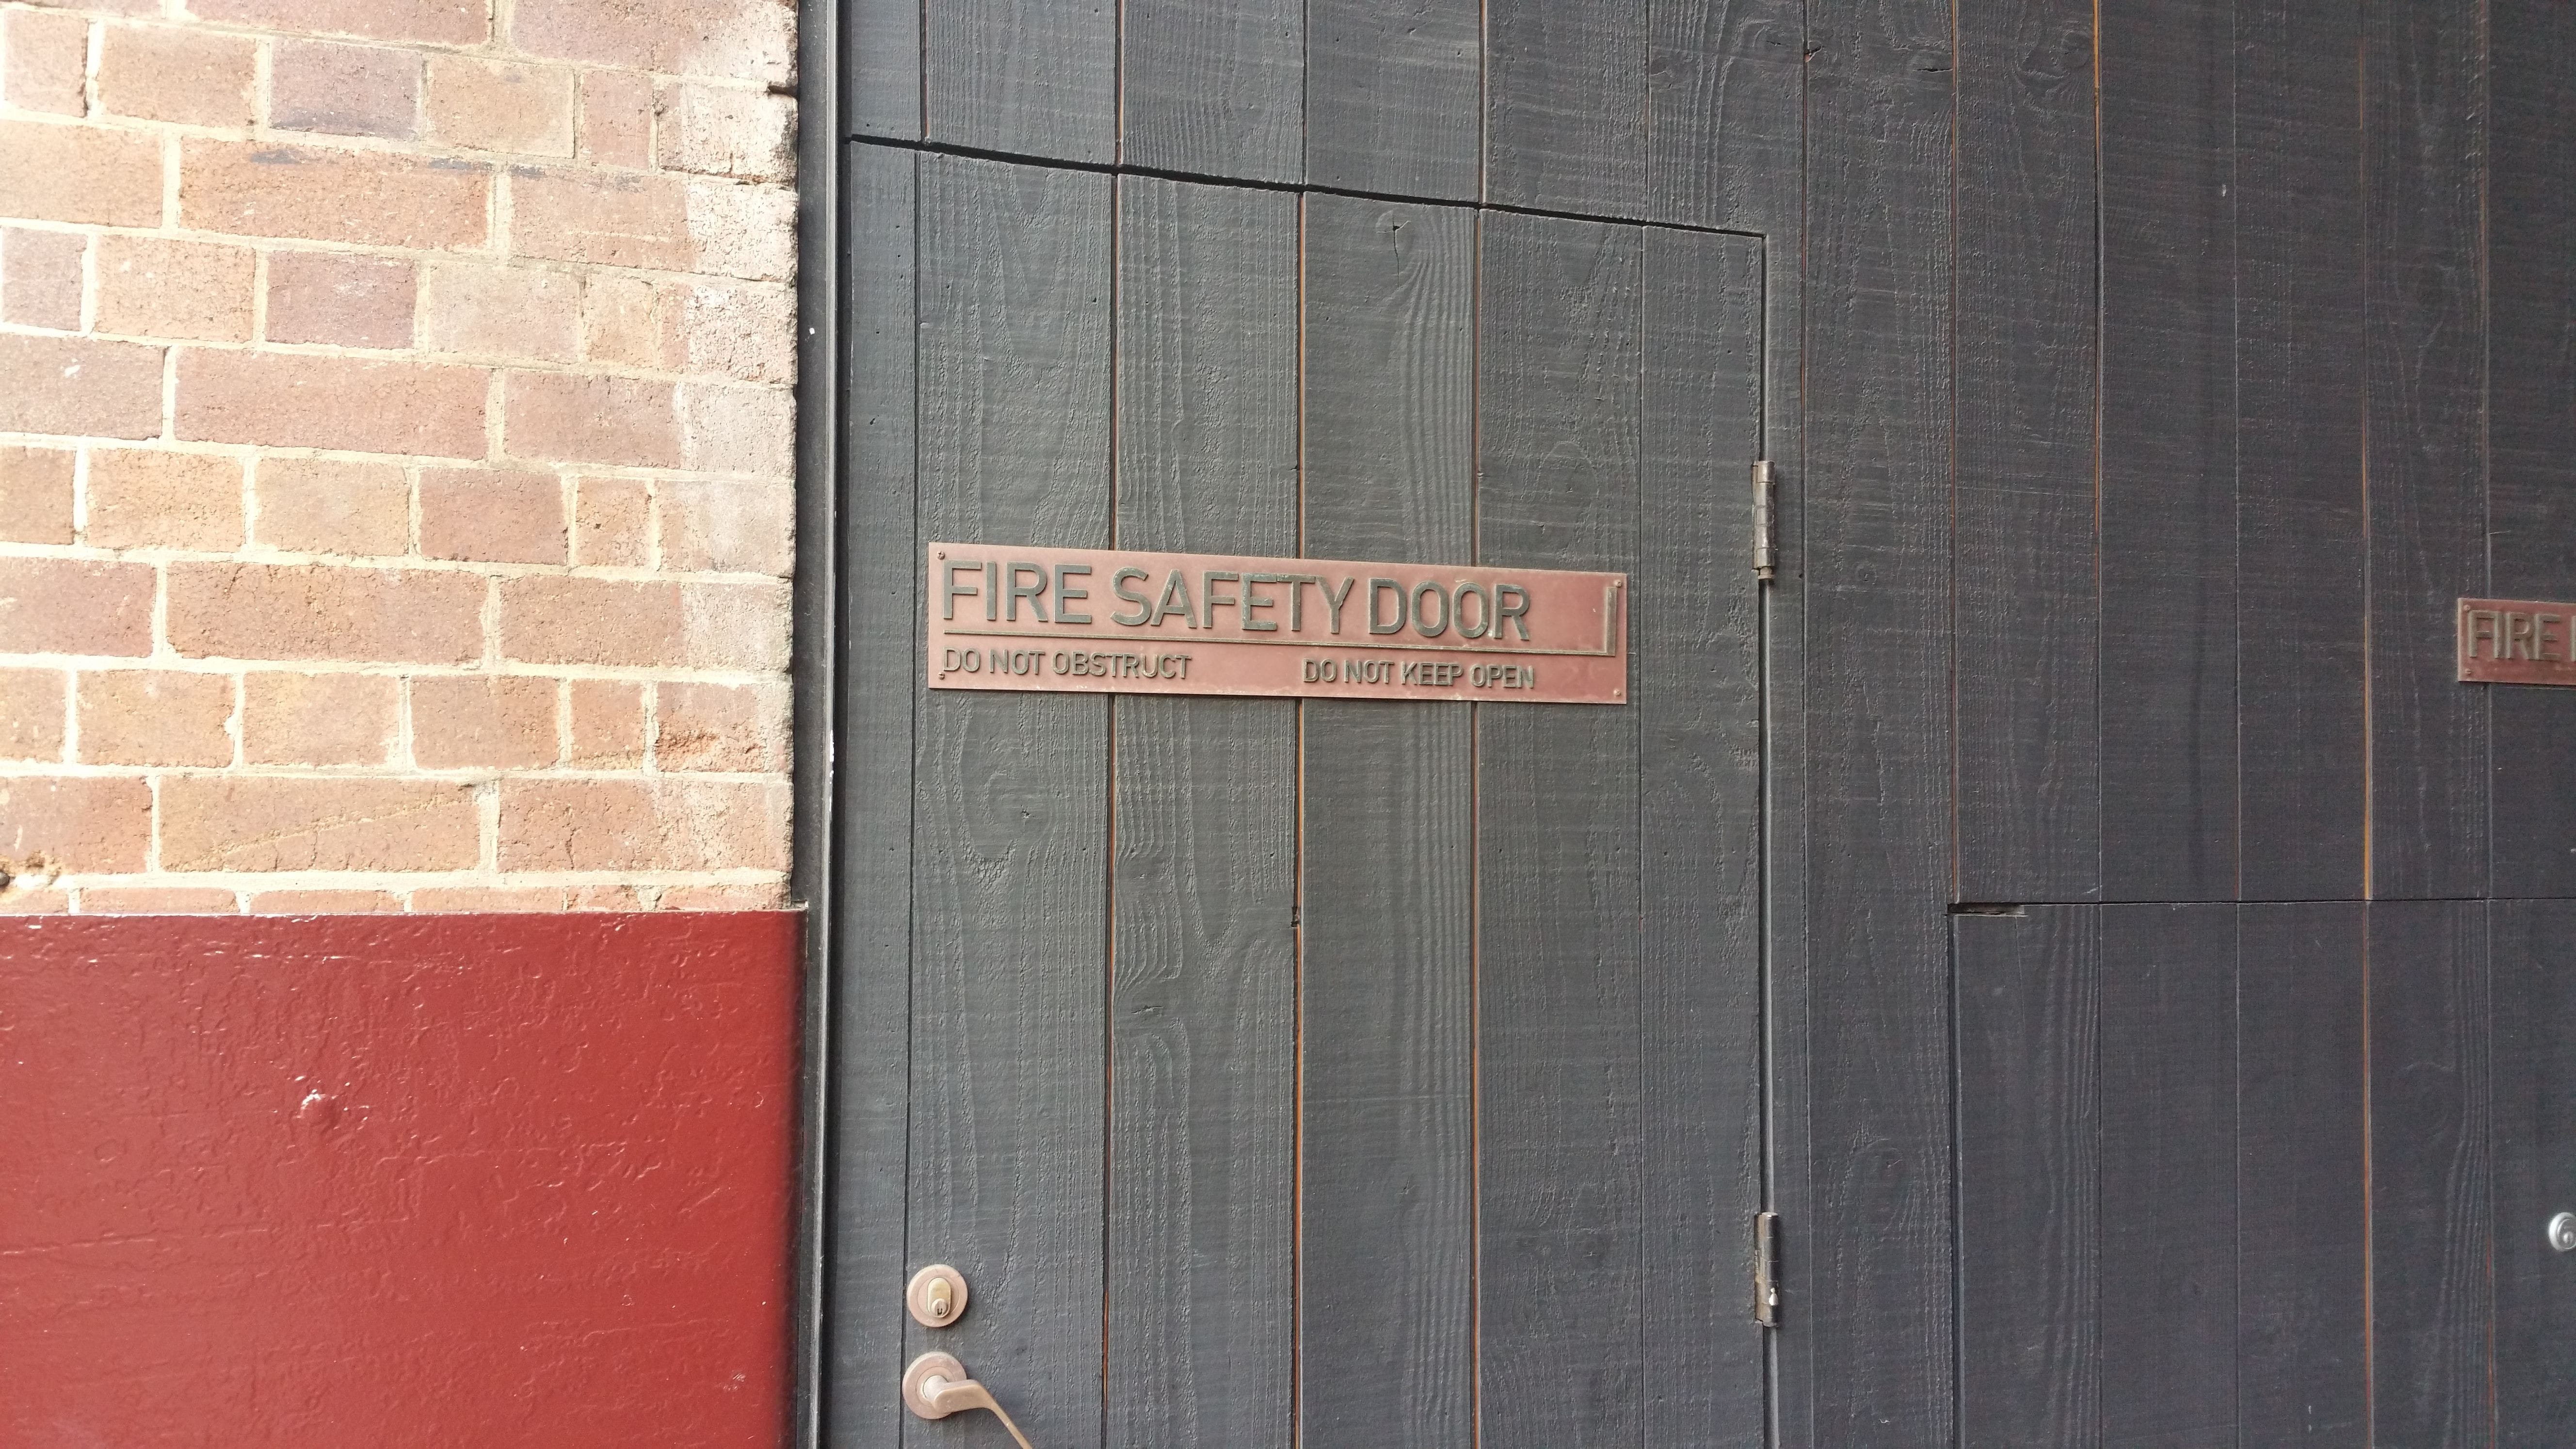 FIRE SAFETY DOOR
DO NOT OBSTRUCT DO NOT KEEP OPEN
FIRE